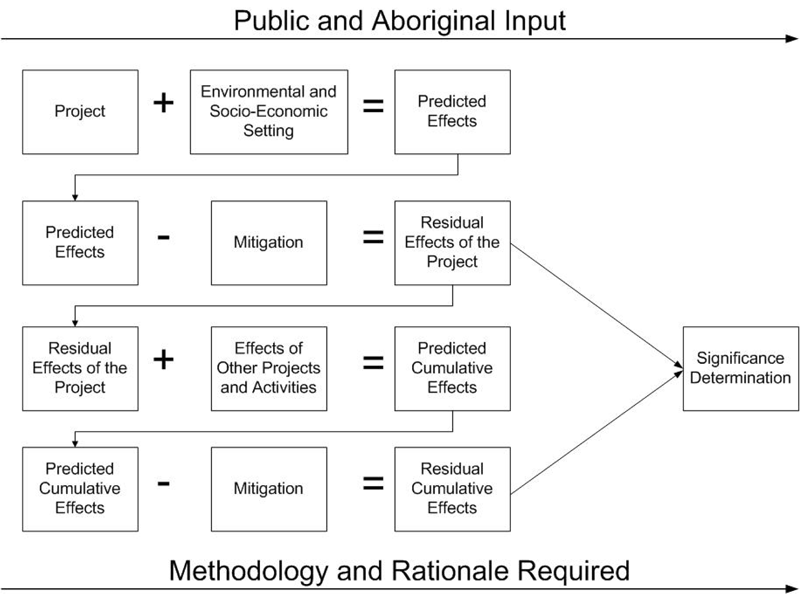 Public and Aboriginal Input
Project
+
Environmental and
Socio-Economic
Setting
=
Predicted
Effects
Predicted
Effects
-
Mitigation
=
Residual
Effects of the
Project
Residual
Effects of the
Project
+
Effects of
Other Projects
and Activities
=
Predicted
Cumulative
Effects
Significance
Determination
Predicted
Cumulative
Effects
-
Mitigation
=
Residual
Cumulative
Effects
Methodology and Rationale Required